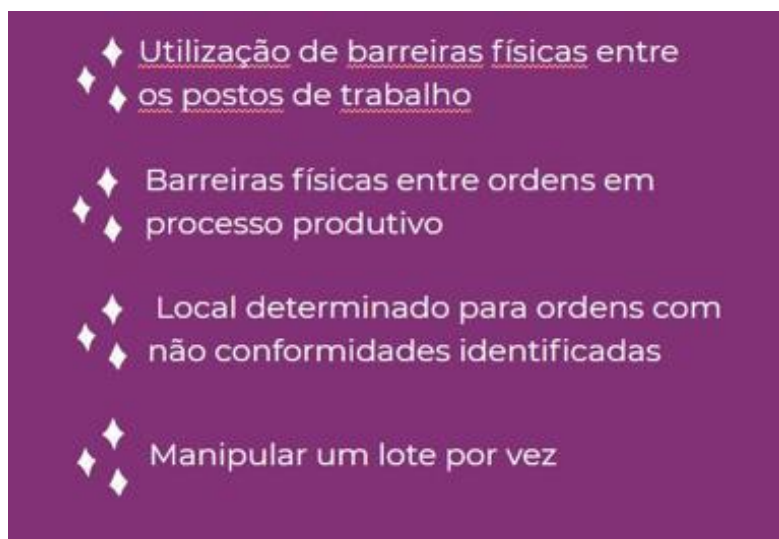 Utilização de barreiras físicas entre
os postos de trabalho
Barreiras físicas entre ordens em
processo produtivo
Local determinado para ordens com
não conformidades identificadas
Manipular um lote por vez